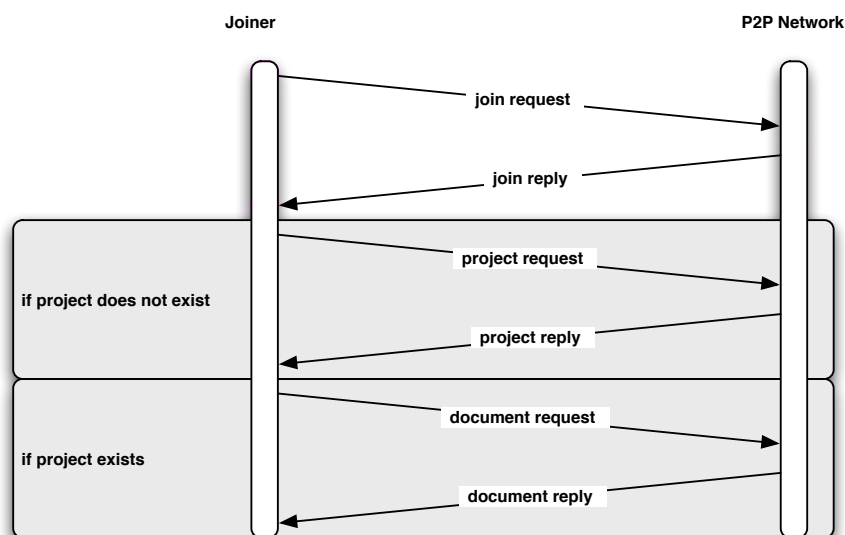 Joiner
P2P Network
join request
join reply
project request
if project does not exist
project reply
document request
if project exists
document reply